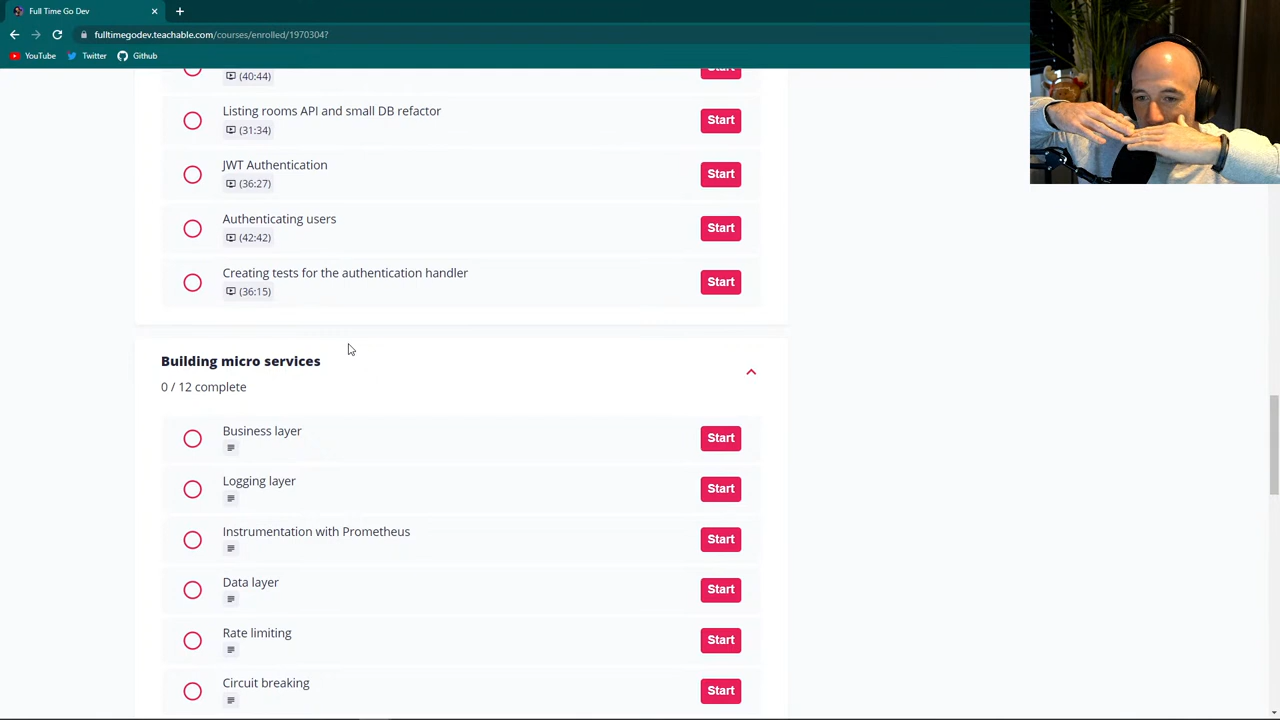 Full Time Go Dev
fulltimegodev.teachable.com/courses/enrolled/1970304?
YouTube
Twitter
Github
(40:44)
Start
Listing rooms API and small DB refactor
(31:34)
Start
JWT Authentication
(36:27)
Start
Authenticating users
(42:42)
Start
Creating tests for the authentication handler
(36:15)
Start
Building micro services
0 / 12 complete
Business layer
Start
Logging layer
Start
Instrumentation with Prometheus
Start
Data layer
Start
Rate limiting
Start
Circuit breaking
Start